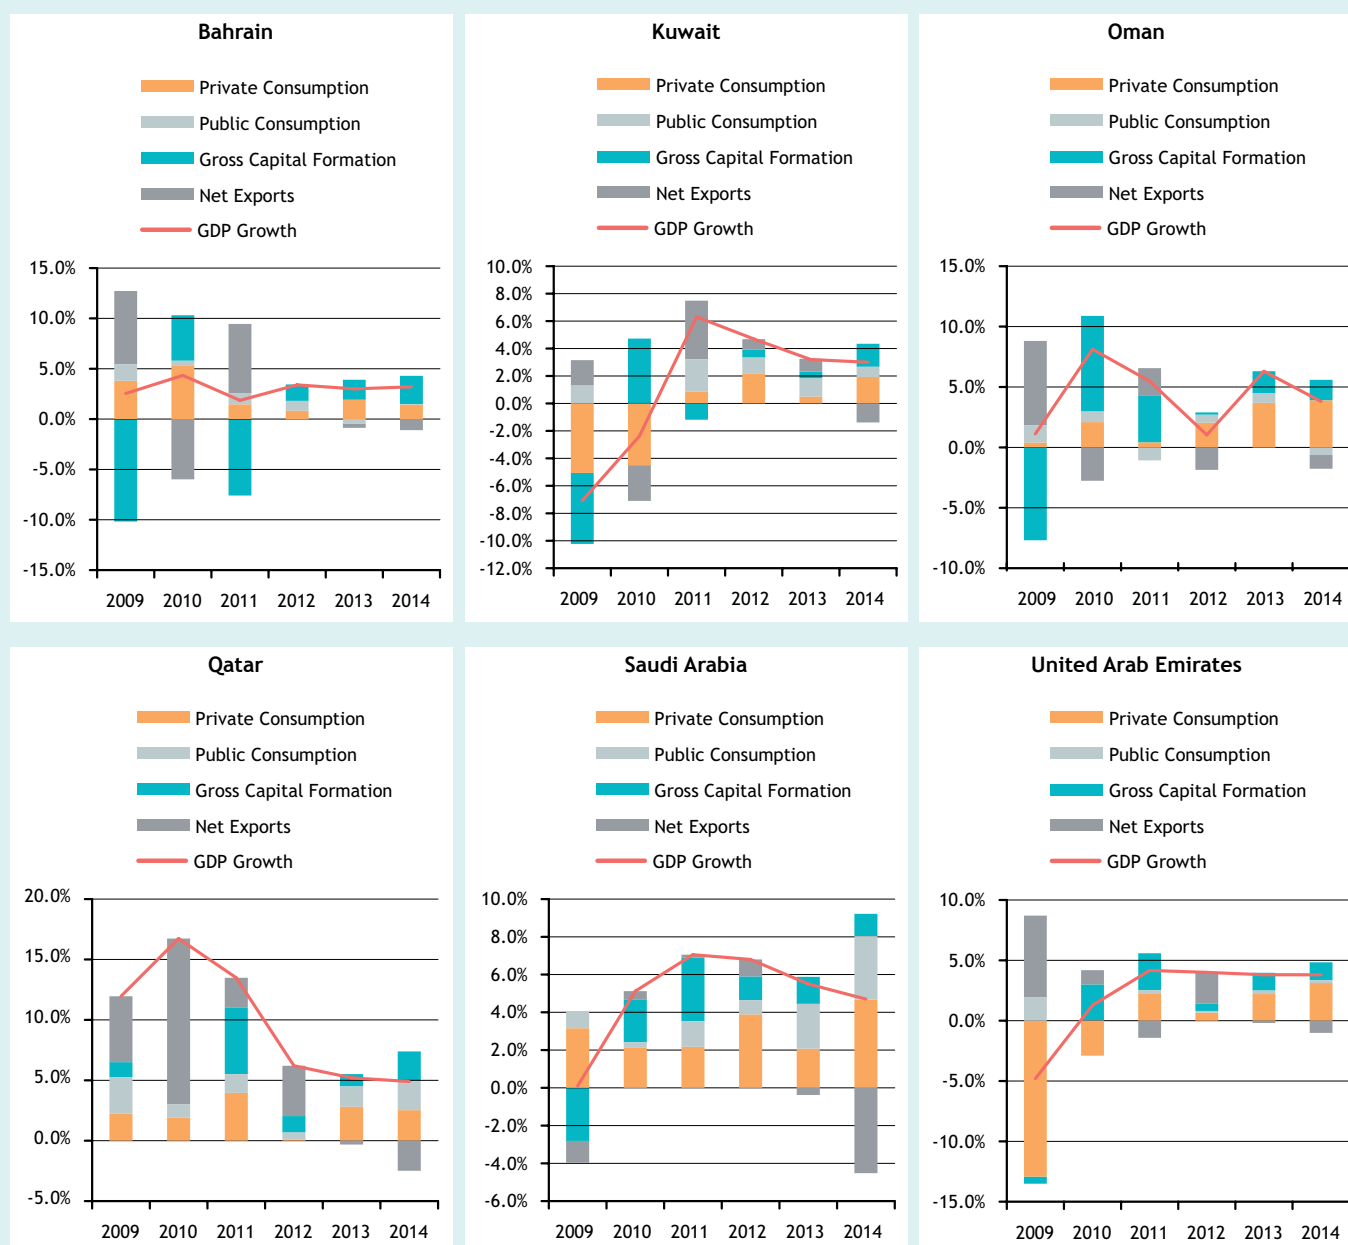 Bahrain
Private Consumption
Public Consumption
Gross Capital Formation
Net Exports
GDP Growth
15.0%
10.0%
5.0%
0.0%
-5.0%
-10.0%
-15.0%
2009 2010 2011 2012 2013 2014
Kuwait
Private Consumption
Public Consumption
Gross Capital Formation
Net Exports
GDP Growth
10.0%
8.0%
6.0%
4.0%
2.0%
0.0%
-2.0%
-4.0%
-6.0%
-8.0%
-10.0%
-12.0%
2009 2010 2011 2012 2013 2014
Oman
Private Consumption
Public Consumption
Gross Capital Formation
Net Exports
GDP Growth
15.0%
10.0%
5.0%
0.0%
-5.0%
-10.0%
2009 2010 2011 2012 2013 2014
Qatar
Private Consumption
Public Consumption
Gross Capital Formation
Net Exports
GDP Growth
20.0%
15.0%
10.0%
5.0%
0.0%
-5.0%
2009 2010 2011 2012 2013 2014
Saudi Arabia
Private Consumption
Public Consumption
Gross Capital Formation
Net Exports
GDP Growth
10.0%
8.0%
6.0%
4.0%
2.0%
0.0%
-2.0%
-4.0%
-6.0%
2009 2010 2011 2012 2013 2014
United Arab Emirates
Private Consumption
Public Consumption
Gross Capital Formation
Net Exports
GDP Growth
10.0%
5.0%
0.0%
-5.0%
-10.0%
-15.0%
2009 2010 2011 2012 2013 2014